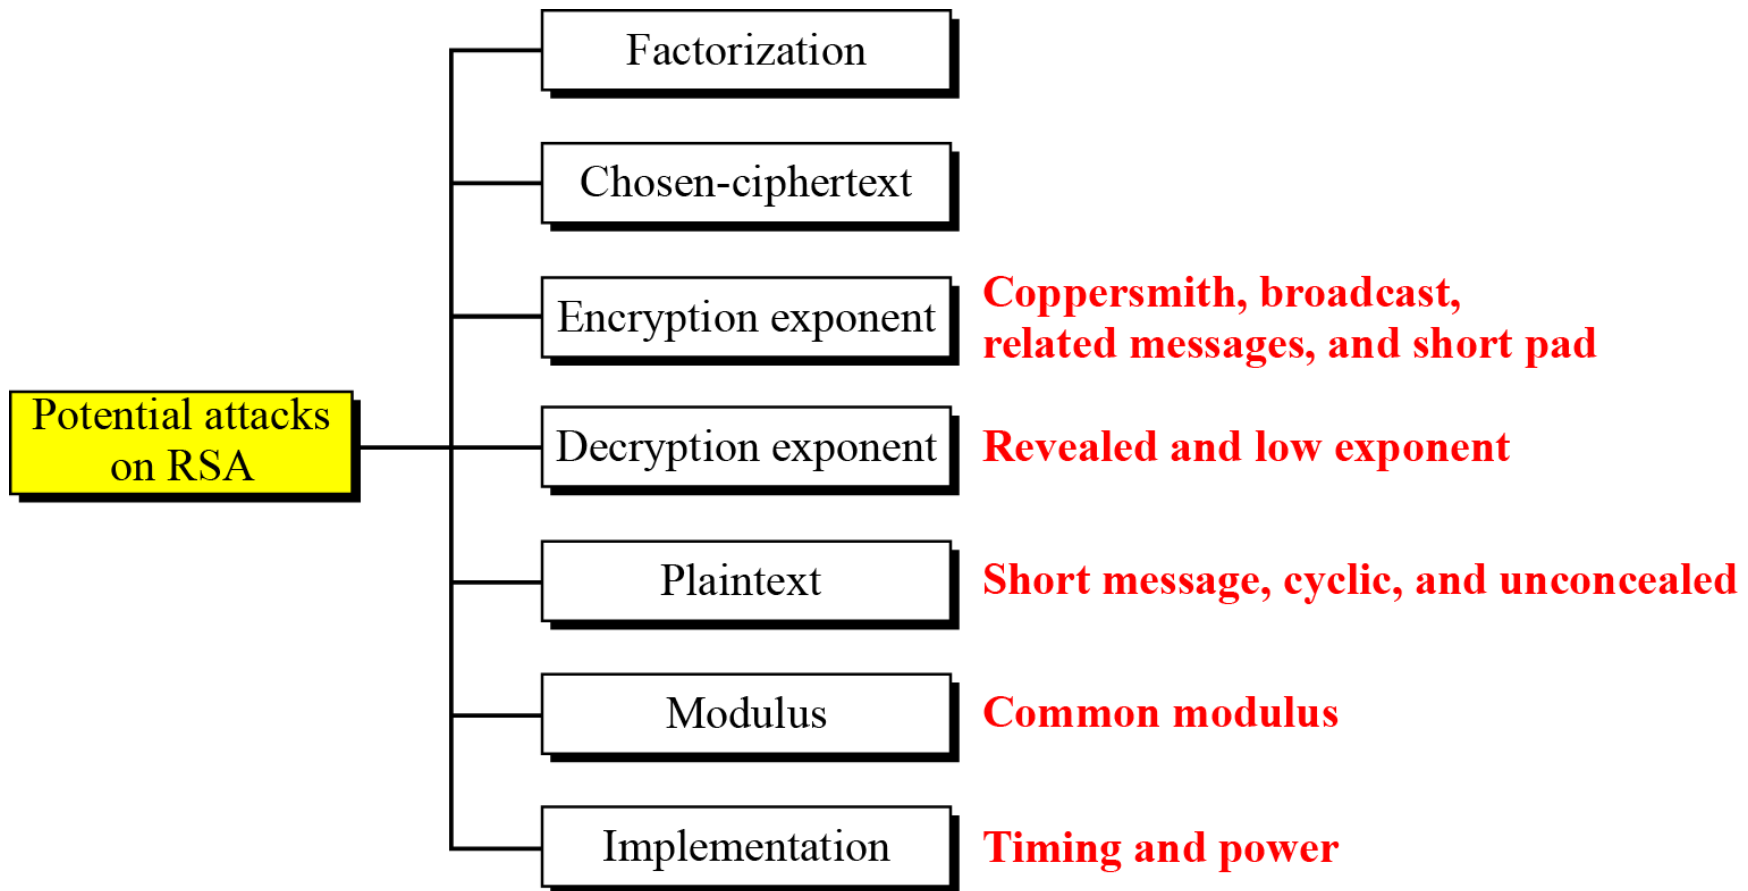 Factorization
Chosen-ciphertext
Encryption exponent
Coppersmith, broadcast,
related messages, and short pad
Potential attacks
on RSA
Decryption exponent
Revealed and low exponent
Plaintext
Short message, cyclic, and unconcealed
Modulus
Common modulus
Implementation
Timing and power